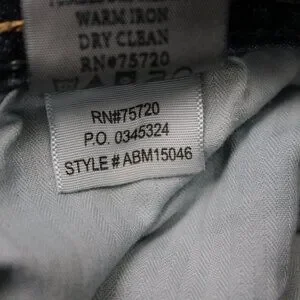 WARM IRON
DRY CLEAN
RN#75720
RN#75720
P.O. 0345324
STYLE # ABM15046